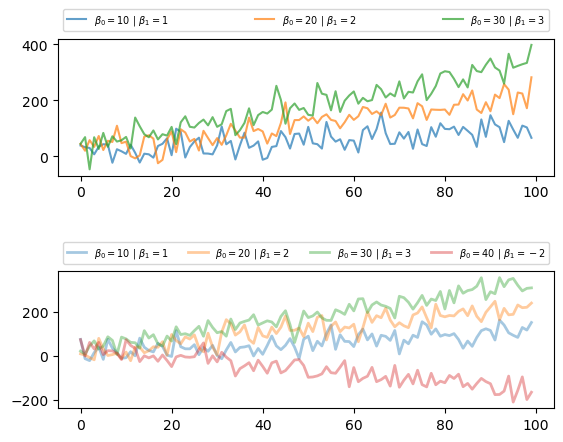 β₀ = 10 | β₁ = 1 β₀ = 20 | β₁ = 2 β₀ = 30 | β₁ = 3
400
200
0
0 20 40 60 80 100
β₀ = 10 | β₁ = 1 β₀ = 20 | β₁ = 2 β₀ = 30 | β₁ = 3 β₀ = 40 | β₁ = −2
200
0
−200
0 20 40 60 80 100